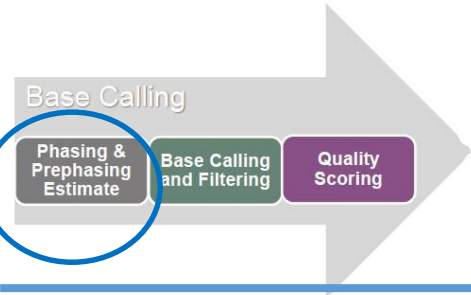 Base Calling
Phasing &
Prephasing
Estimate
Base Calling
and Filtering
Quality
Scoring